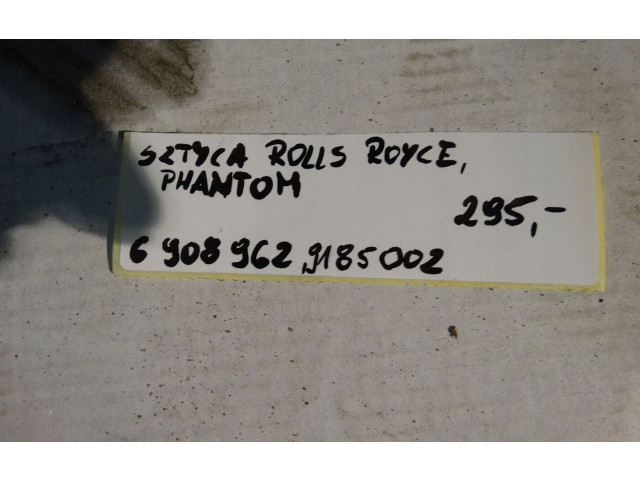 SZTYCA ROLLS ROYCE,
PHANTOM
295,-
6 908 962, 9185002